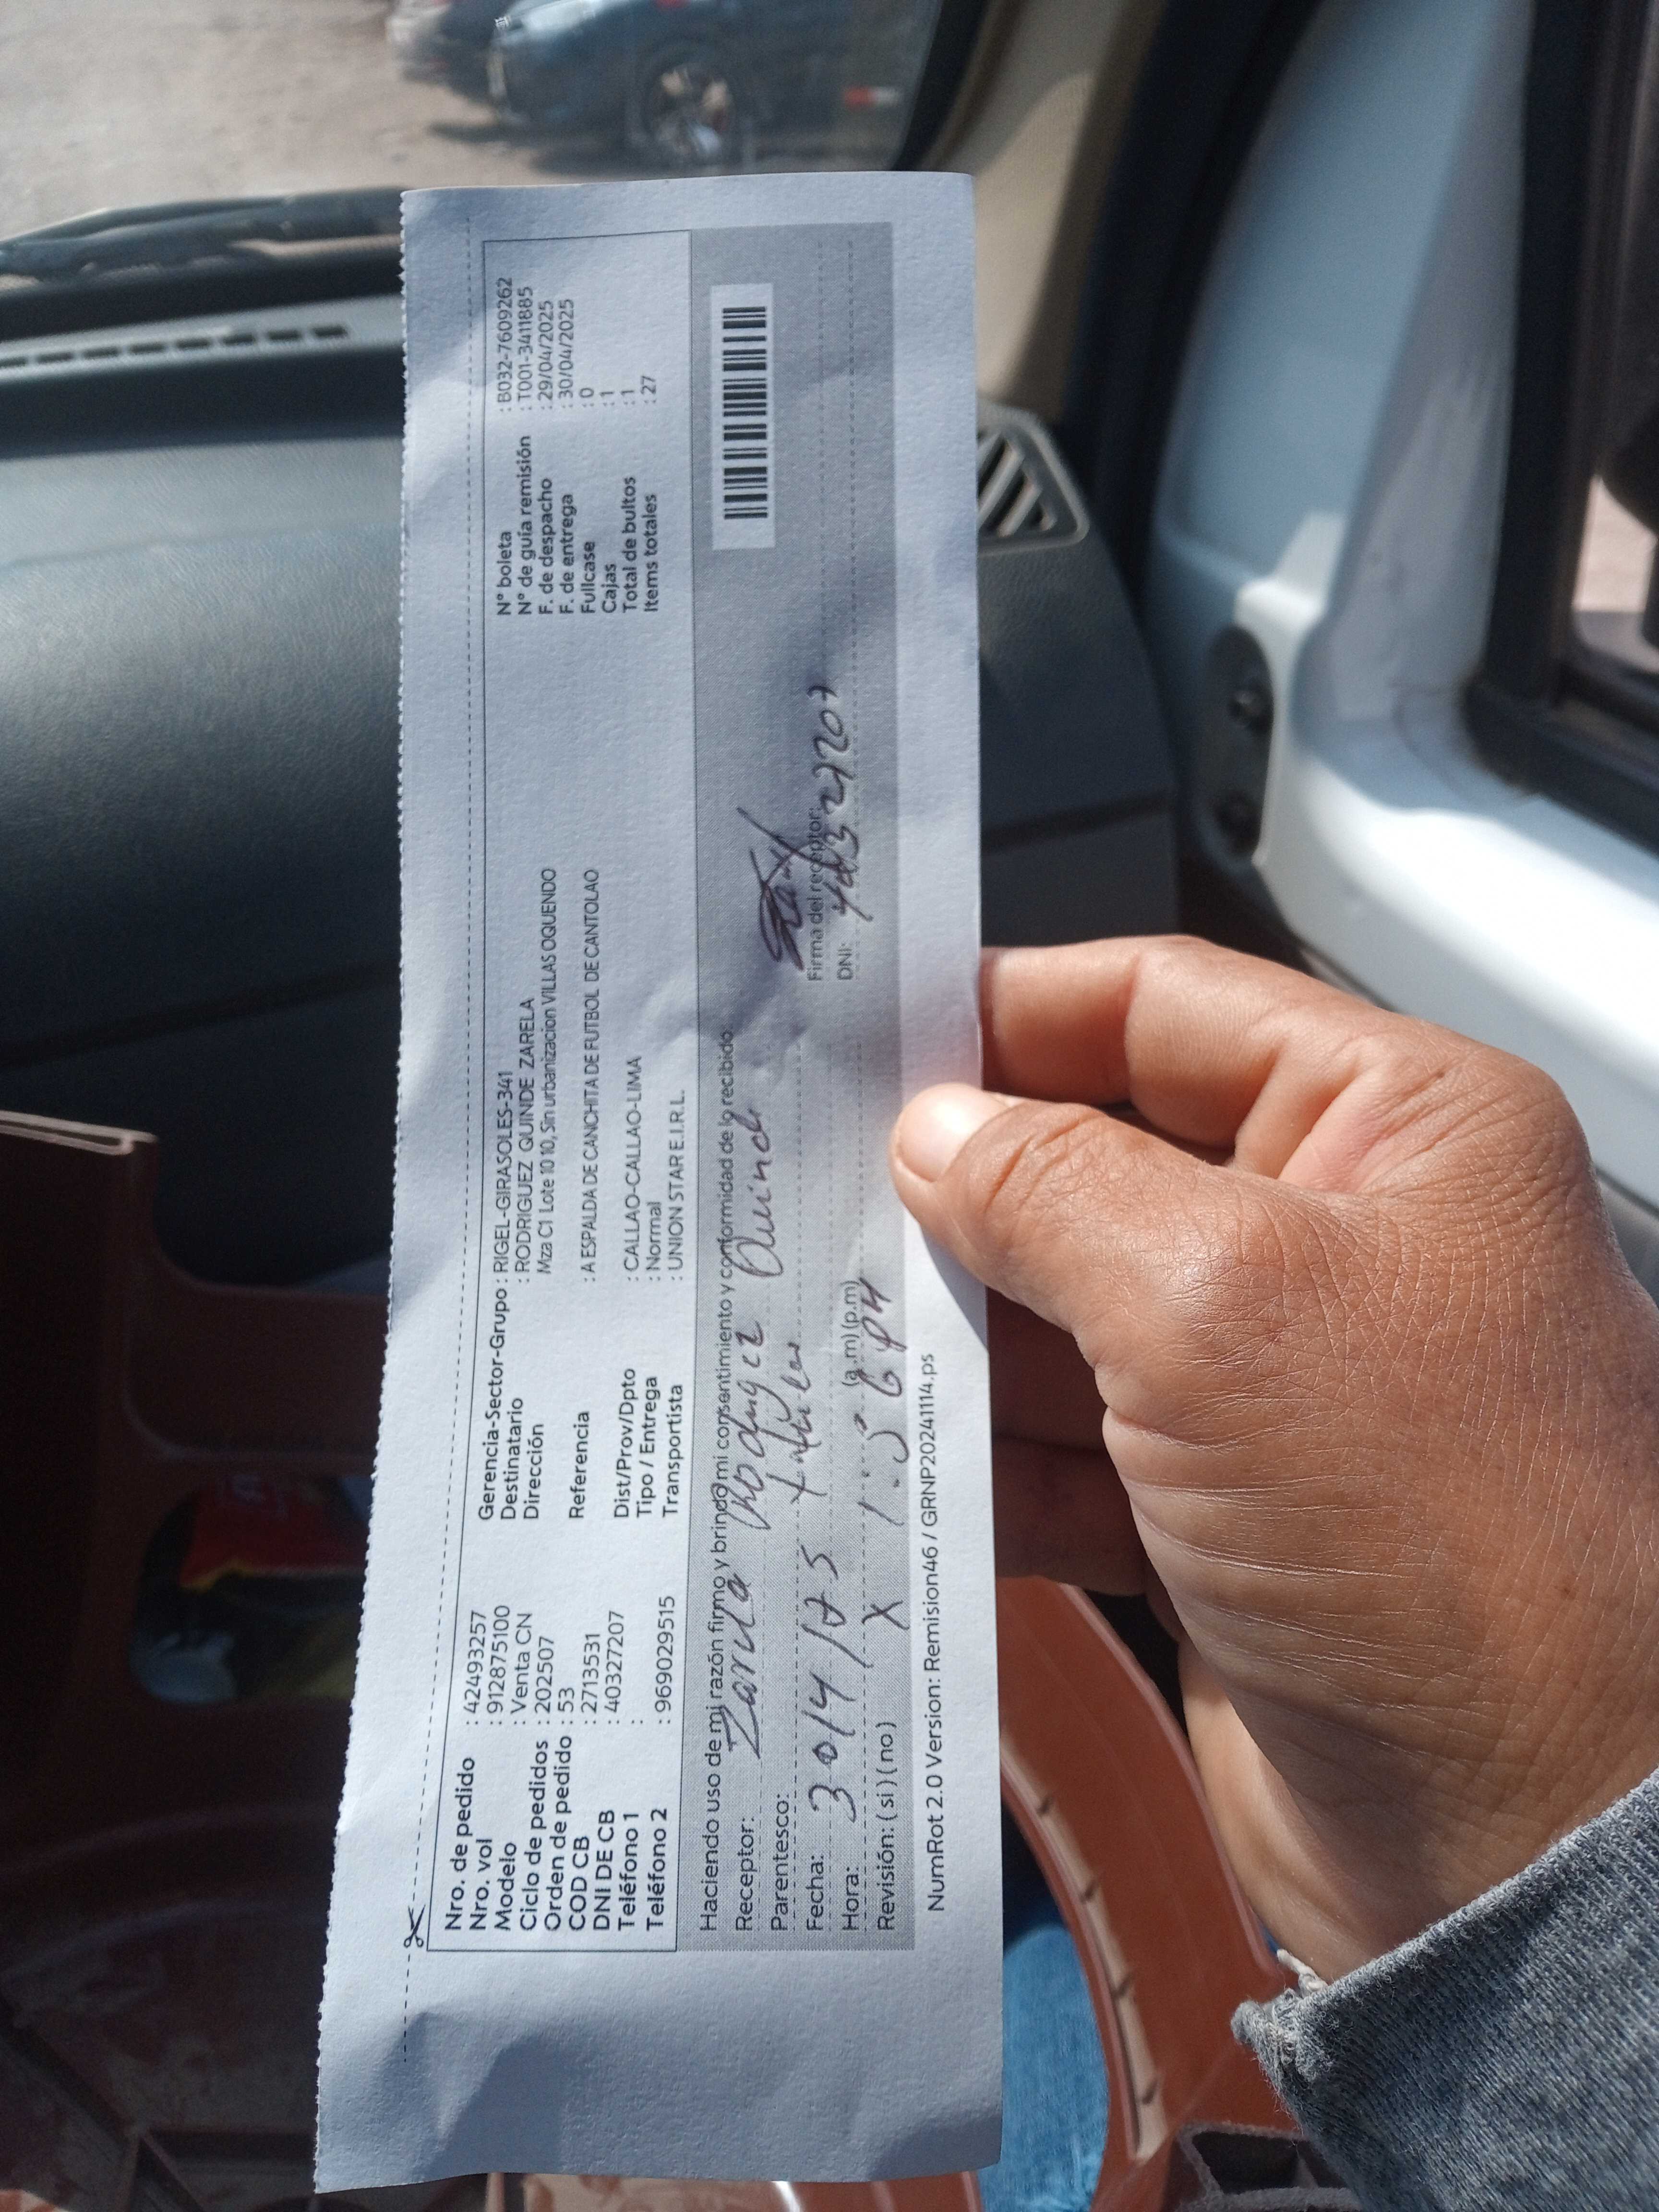 Nro. de pedido : 42493257
Nro. vol : 912875100
Modelo : Venta CN
Ciclo de pedidos : 202507
Orden de pedido : 53
COD CB : 2713531
DNI DE CB : 40327207
Teléfono 1 :
Teléfono 2 : 969029515
Gerencia-Sector-Grupo : RIGEL-GIRASOLES-341
Destinatario : RODRIGUEZ QUINDE ZARELA
Dirección Mza C1 Lote 10 10, Sin urbanizacion VILLAS OQUENDO
Referencia : A ESPALDA DE CANCHITA DE FUTBOL DE CANTOLAO
Dist/Prov/Dpto : CALLAO-CALLAO-LIMA
Tipo / Entrega : Normal
Transportista : UNION STAR E.I.R.L.
N° boleta : B032-7609262
N° de guía remisión : T001-3411885
F. de despacho : 29/04/2025
F. de entrega : 30/04/2025
Fullcase : 0
Cajas : 1
Total de bultos : 1
Items totales : 27
Haciendo uso de mi razón firmo y brindo mi consentimiento y conformidad de lo recibido
Receptor: Zarela Rodriguez Quinde
Parentesco: Titular
Fecha: 30/4/25
Firma del receptor:
Hora: (a.m) (p.m)
DNI: 40327207
Revisión: ( si ) ( no ) X 1:56 PM
NumRot 2.0 Version: Remision46 / GRNP20241114.ps